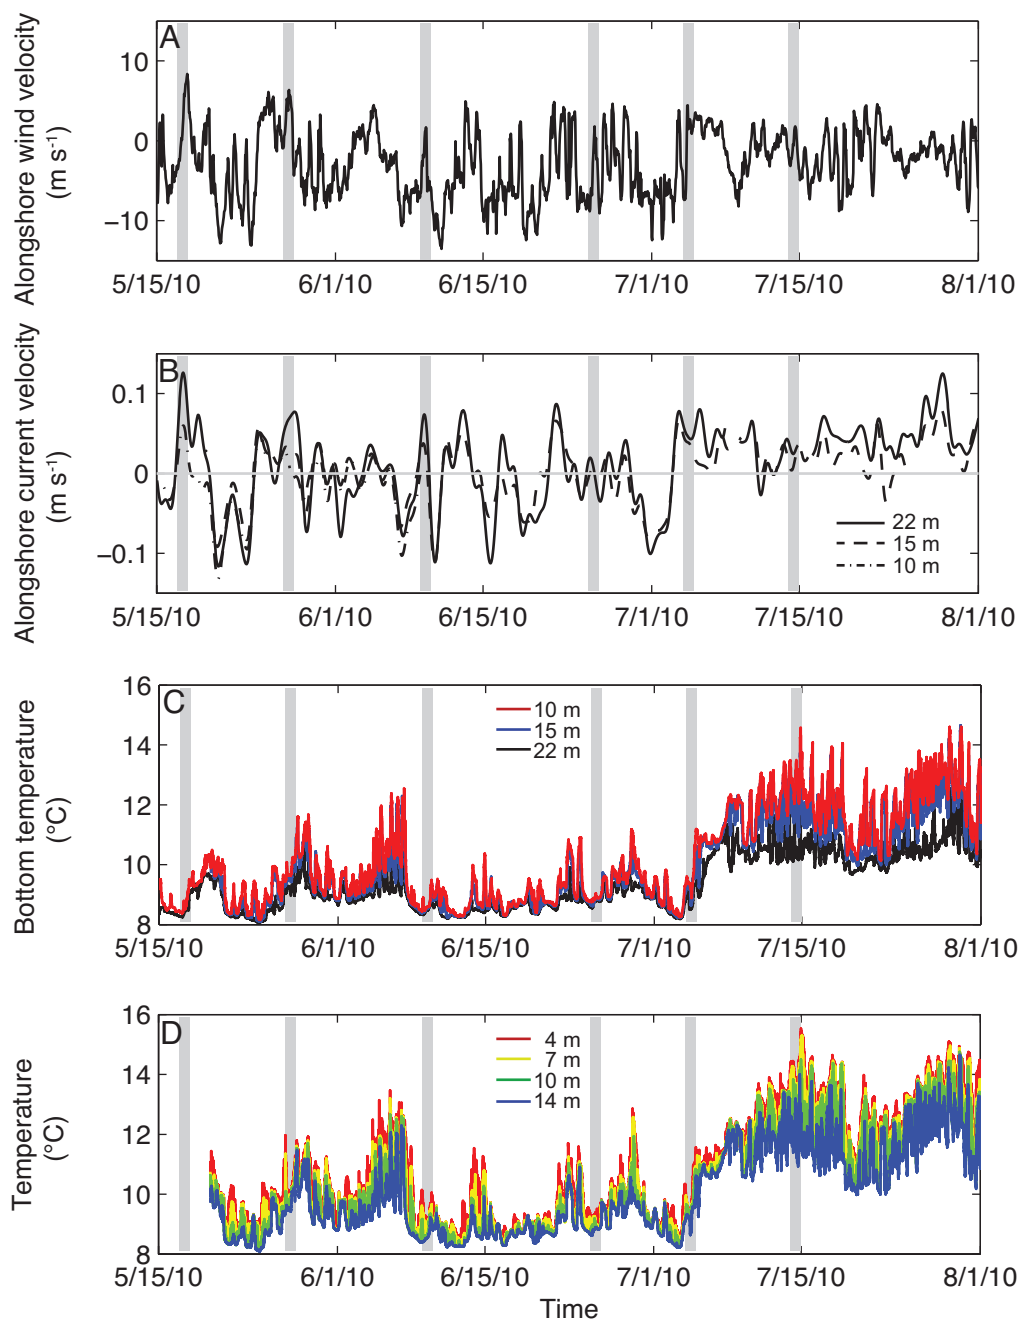 A
Alongshore wind velocity
(m s⁻¹)
10
0
−10
5/15/10 6/1/10 6/15/10 7/1/10 7/15/10 8/1/10
B
Alongshore current velocity
(m s⁻¹)
0.1
0
−0.1
22 m
15 m
10 m
5/15/10 6/1/10 6/15/10 7/1/10 7/15/10 8/1/10
C
Bottom temperature
(°C)
16
14
12
10
8
10 m
15 m
22 m
5/15/10 6/1/10 6/15/10 7/1/10 7/15/10 8/1/10
D
Temperature
(°C)
16
14
12
10
8
4 m
7 m
10 m
14 m
5/15/10 6/1/10 6/15/10 7/1/10 7/15/10 8/1/10
Time